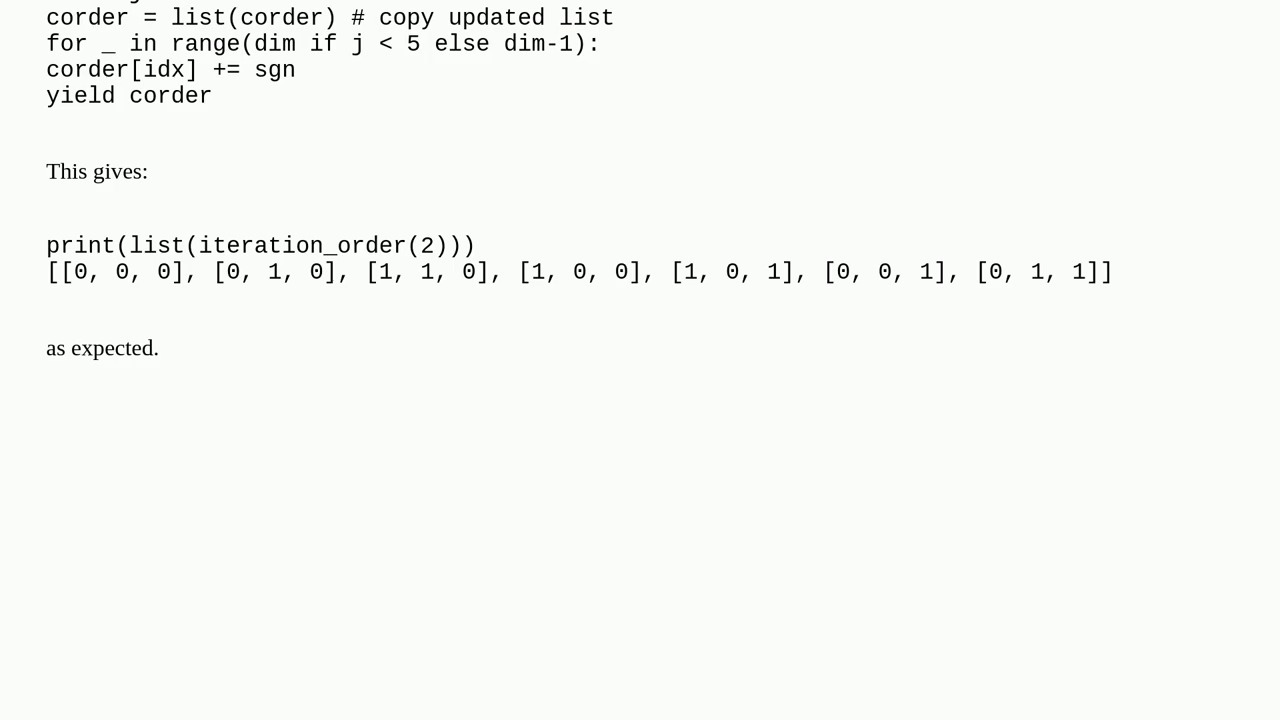 corder = list(corder) # copy updated list
for _ in range(dim if j < 5 else dim-1):
corder[idx] += sgn
yield corder
This gives:
print(list(iteration_order(2)))
[[0, 0, 0], [0, 1, 0], [1, 1, 0], [1, 0, 0], [1, 0, 1], [0, 0, 1], [0, 1, 1]]
as expected.